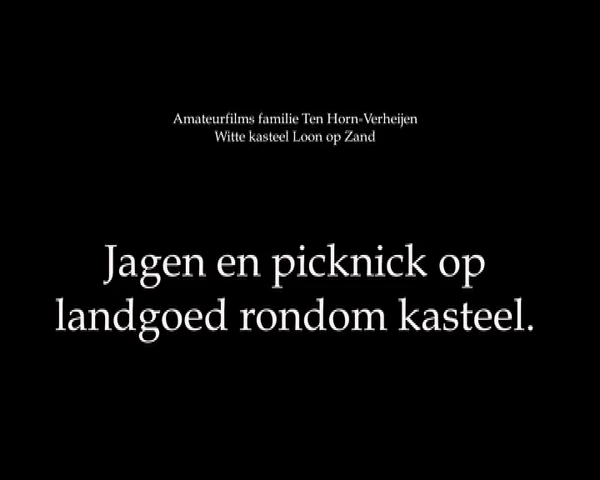 Amateurfilms familie Ten Horn-Verheijen
Witte kasteel Loon op Zand
Jagen en picknick op
landgoed rondom kasteel.